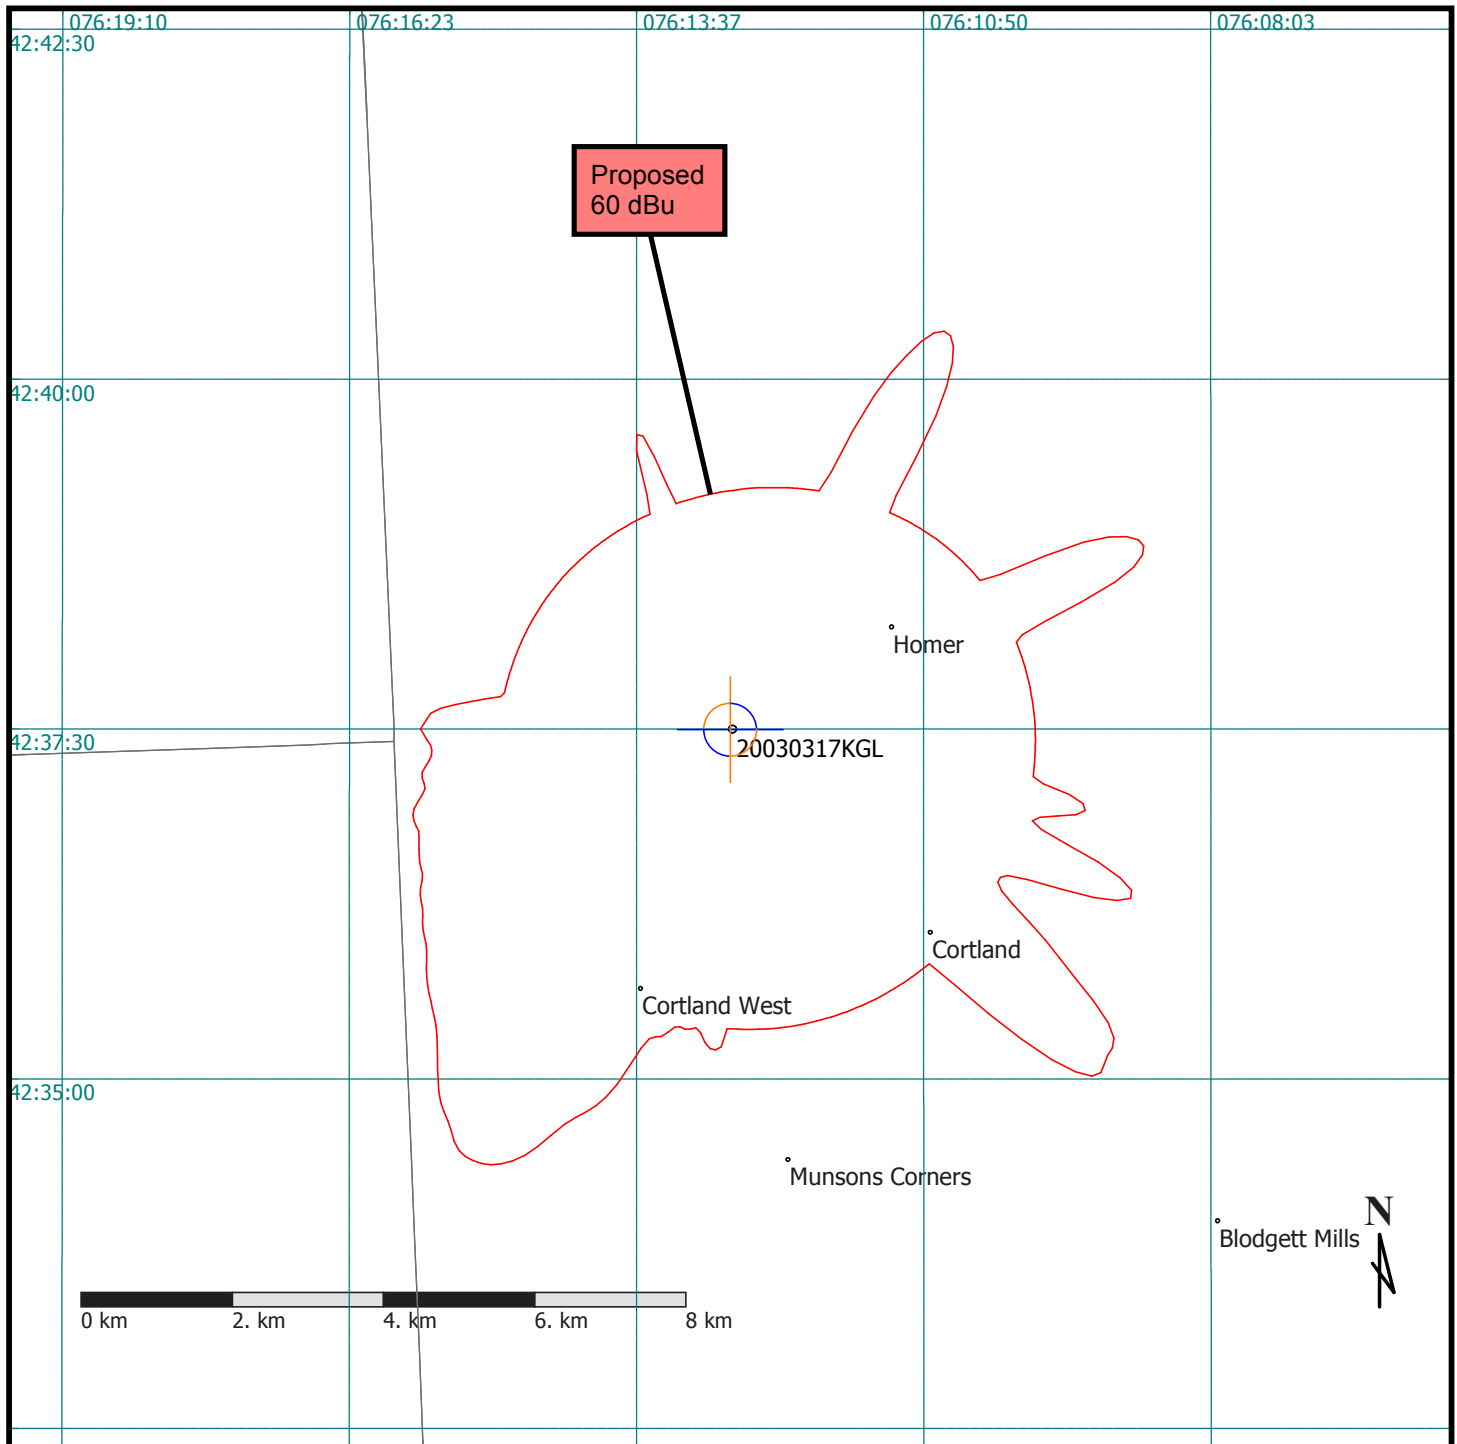 076:19:10
076:16:23
076:13:37
076:10:50
076:08:03
42:42:30
Proposed
60 dBu
42:40:00
Homer
42:37:30
20030317KGL
Cortland
Cortland West
42:35:00
Munsons Corners
N
Blodgett Mills
0 km
2. km
4. km
6. km
8 km